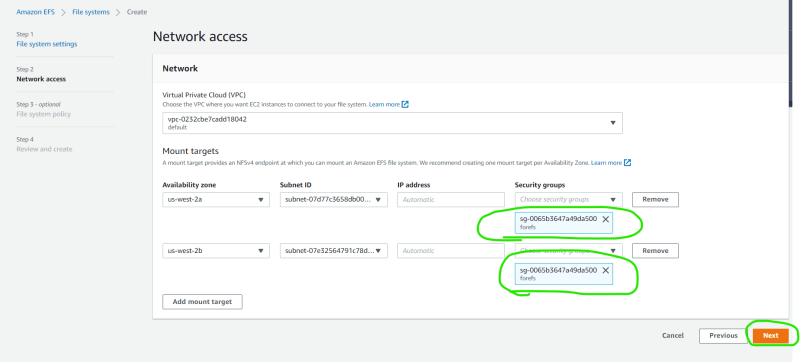 Amazon EFS > File systems > Create
Step 1
File system settings
Step 2
Network access
Step 3 - optional
File system policy
Step 4
Review and create
Network access
Network
Virtual Private Cloud (VPC)
Choose the VPC where you want EC2 instances to connect to your file system. Learn more
vpc-0232cbe7cadd18042
default
Mount targets
A mount target provides an NFSv4 endpoint at which you can mount an Amazon EFS file system. We recommend creating one mount target per Availability Zone. Learn more
Availability zone Subnet ID IP address Security groups
us-west-2a subnet-07d77c3658db00... Automatic Choose security groups Remove
sg-0065b3647a49da500 X
forefs
us-west-2b subnet-07e32564791c78d... Automatic Choose security groups Remove
sg-0065b3647a49da500 X
forefs
Add mount target
Cancel Previous Next